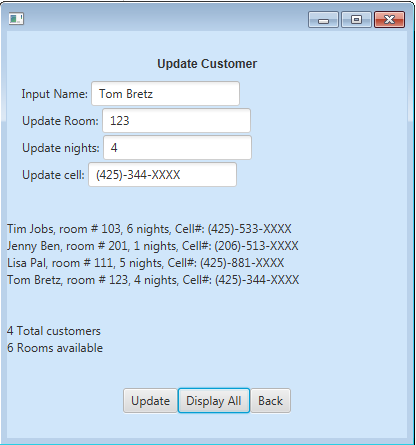 Update Customer
Input Name: Tom Bretz
Update Room: 123
Update nights: 4
Update cell: (425)-344-XXXX
Tim Jobs, room # 103, 6 nights, Cell#: (425)-533-XXXX
Jenny Ben, room # 201, 1 nights, Cell#: (206)-513-XXXX
Lisa Pal, room # 111, 5 nights, Cell#: (425)-881-XXXX
Tom Bretz, room # 123, 4 nights, Cell#: (425)-344-XXXX
4 Total customers
6 Rooms available
Update Display All Back